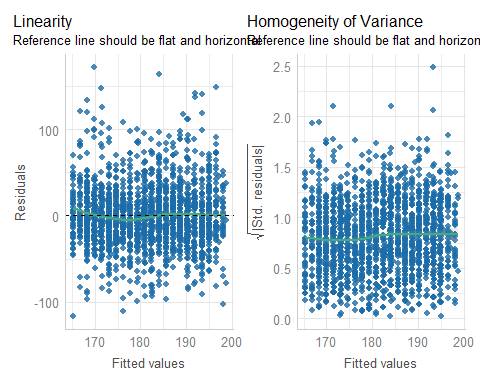 Linearity
Reference line should be flat and horizontal
Residuals
100
0
-100
170
180
190
200
Fitted values
Homogeneity of Variance
Reference line should be flat and horizont
√|Std. residuals|
2.5
2.0
1.5
1.0
0.5
0.0
170
180
190
200
Fitted values